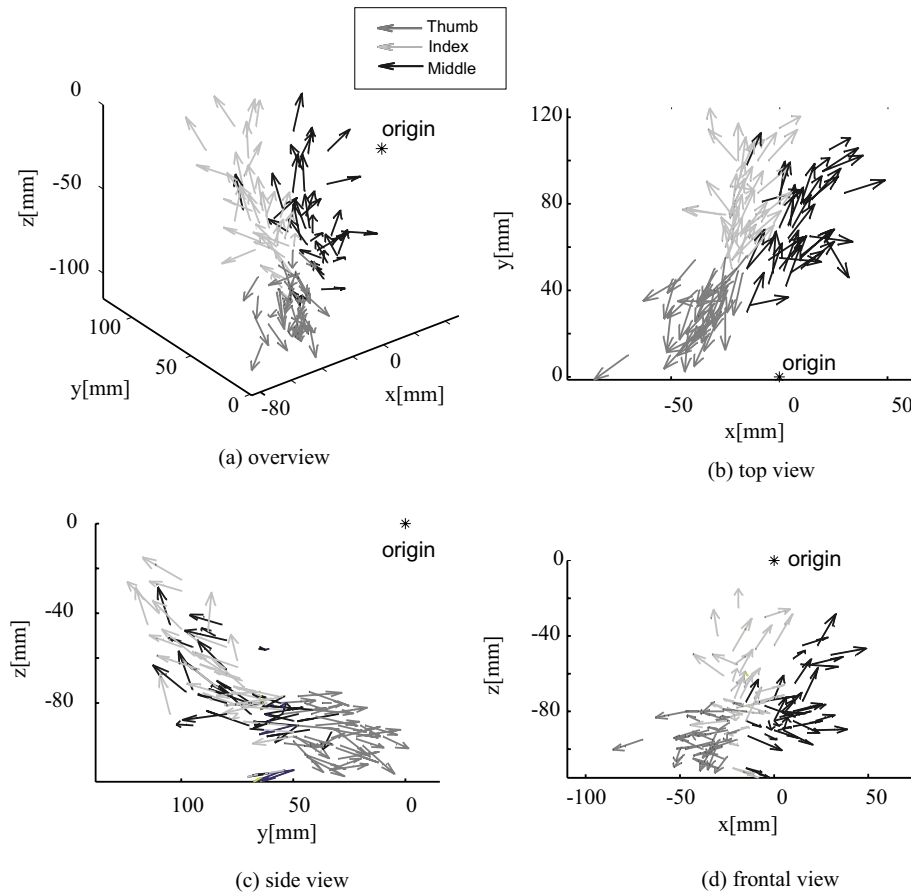 Thumb
Index
Middle
0
-50
-100
z[mm]
origin
*
100
50
0
y[mm]
-80
0
x[mm]
(a) overview
120
80
40
0
y[mm]
origin
*
-50
0
50
x[mm]
(b) top view
0
-40
-80
z[mm]
*
origin
100
50
0
y[mm]
(c) side view
0
-40
-80
z[mm]
* origin
-100
-50
0
50
x[mm]
(d) frontal view